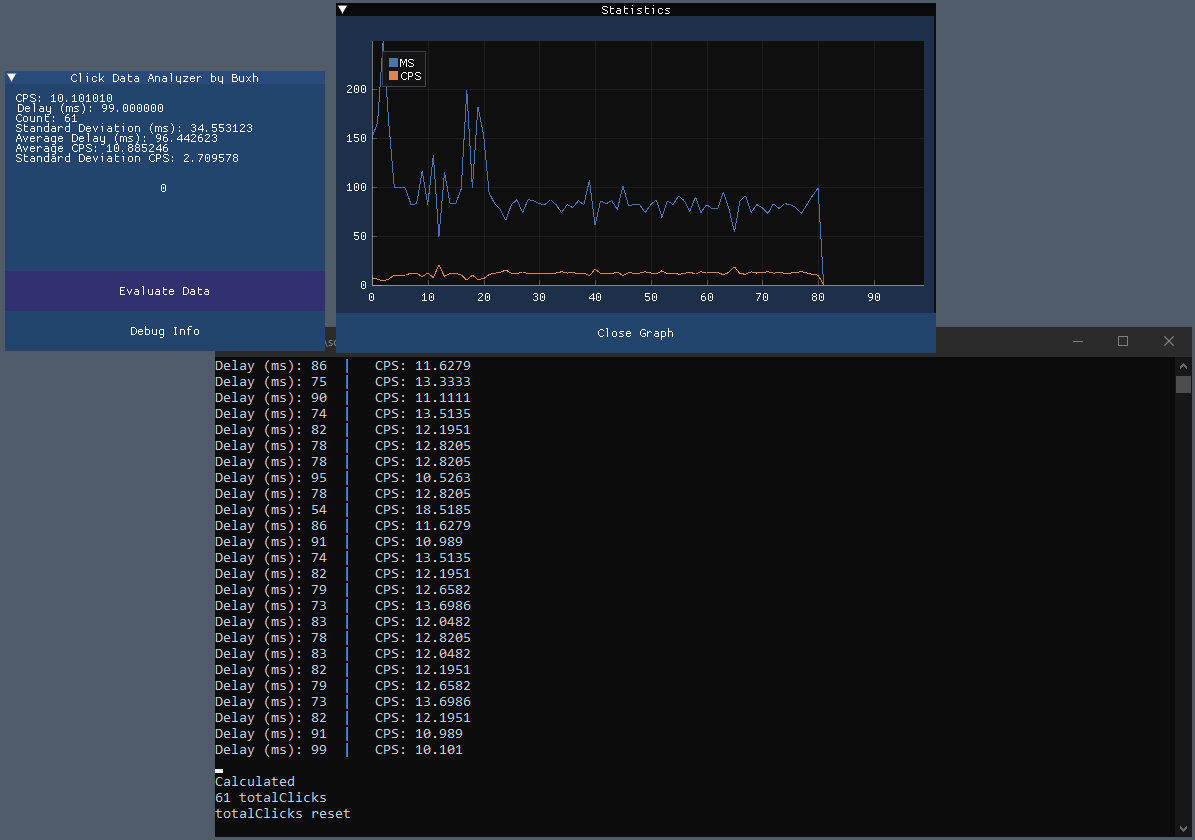 Statistics
MS
CPS
200
150
100
50
0
0 10 20 30 40 50 60 70 80 90
Close Graph
Click Data Analyzer by Buxh
CPS: 10.101010
Delay (ms): 99.000000
Count: 61
Standard Deviation (ms): 34.553123
Average Delay (ms): 96.442623
Average CPS: 10.885246
Standard Deviation CPS: 2.709578
0
Evaluate Data
Debug Info
Delay (ms): 86 | CPS: 11.6279
Delay (ms): 75 | CPS: 13.3333
Delay (ms): 90 | CPS: 11.1111
Delay (ms): 74 | CPS: 13.5135
Delay (ms): 82 | CPS: 12.1951
Delay (ms): 78 | CPS: 12.8205
Delay (ms): 78 | CPS: 12.8205
Delay (ms): 95 | CPS: 10.5263
Delay (ms): 78 | CPS: 12.8205
Delay (ms): 54 | CPS: 18.5185
Delay (ms): 86 | CPS: 11.6279
Delay (ms): 91 | CPS: 10.989
Delay (ms): 74 | CPS: 13.5135
Delay (ms): 82 | CPS: 12.1951
Delay (ms): 79 | CPS: 12.6582
Delay (ms): 73 | CPS: 13.6986
Delay (ms): 83 | CPS: 12.0482
Delay (ms): 78 | CPS: 12.8205
Delay (ms): 83 | CPS: 12.0482
Delay (ms): 82 | CPS: 12.1951
Delay (ms): 79 | CPS: 12.6582
Delay (ms): 73 | CPS: 13.6986
Delay (ms): 82 | CPS: 12.1951
Delay (ms): 91 | CPS: 10.989
Delay (ms): 99 | CPS: 10.101
Calculated
61 totalClicks
totalClicks reset